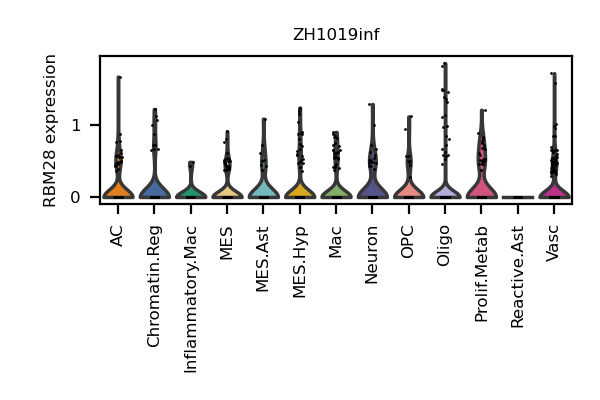 ZH1019inf
RBM28 expression
1
0
AC
Chromatin.Reg
Inflammatory.Mac
MES
MES.Ast
MES.Hyp
Mac
Neuron
OPC
Oligo
Prolif.Metab
Reactive.Ast
Vasc